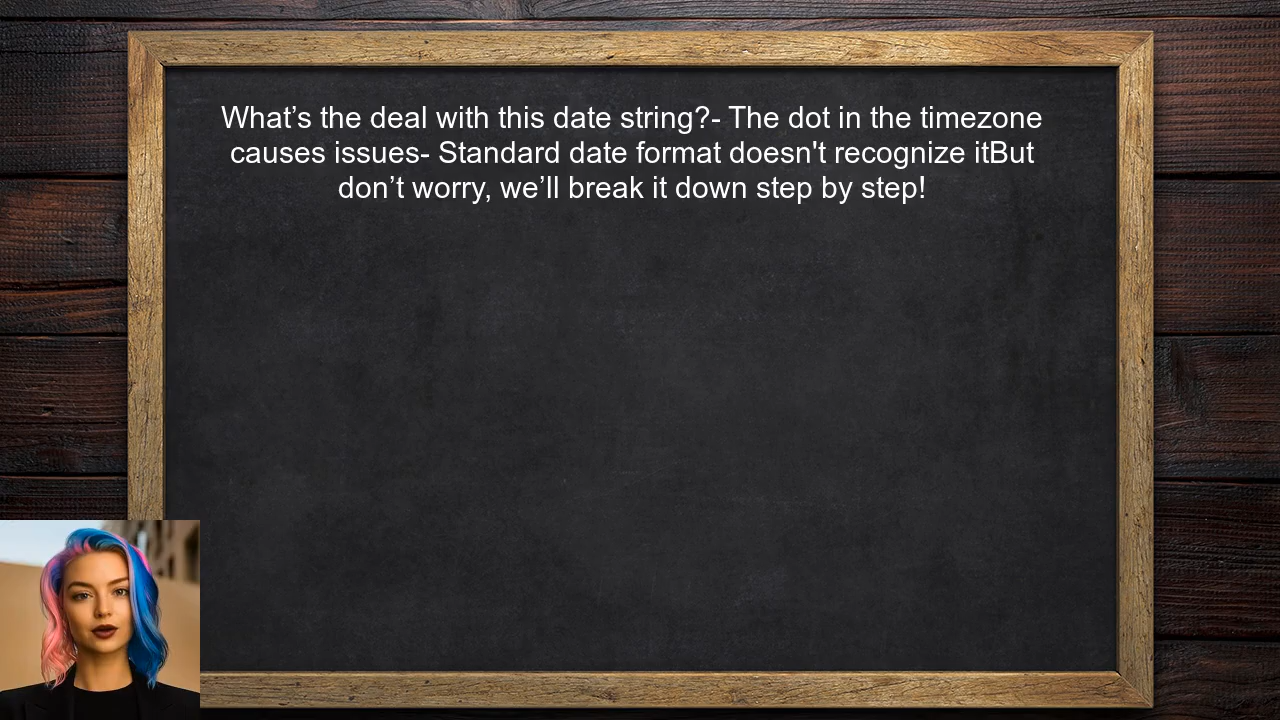 What’s the deal with this date string?- The dot in the timezone
causes issues- Standard date format doesn't recognize itBut
don’t worry, we’ll break it down step by step!